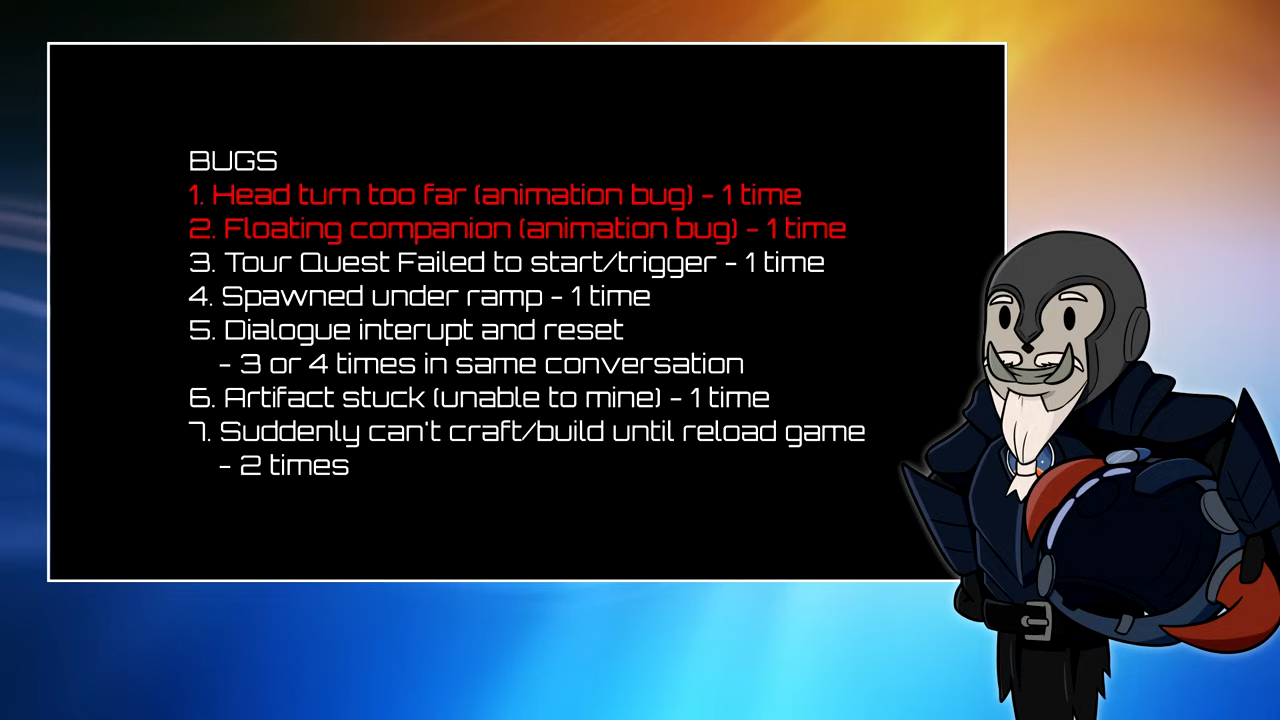 BUGS
1. Head turn too far (animation bug) - 1 time
2. Floating companion (animation bug) - 1 time
3. Tour Quest Failed to start/trigger - 1 time
4. Spawned under ramp - 1 time
5. Dialogue interupt and reset
- 3 or 4 times in same conversation
6. Artifact stuck (unable to mine) - 1 time
7. Suddenly can't craft/build until reload game
- 2 times